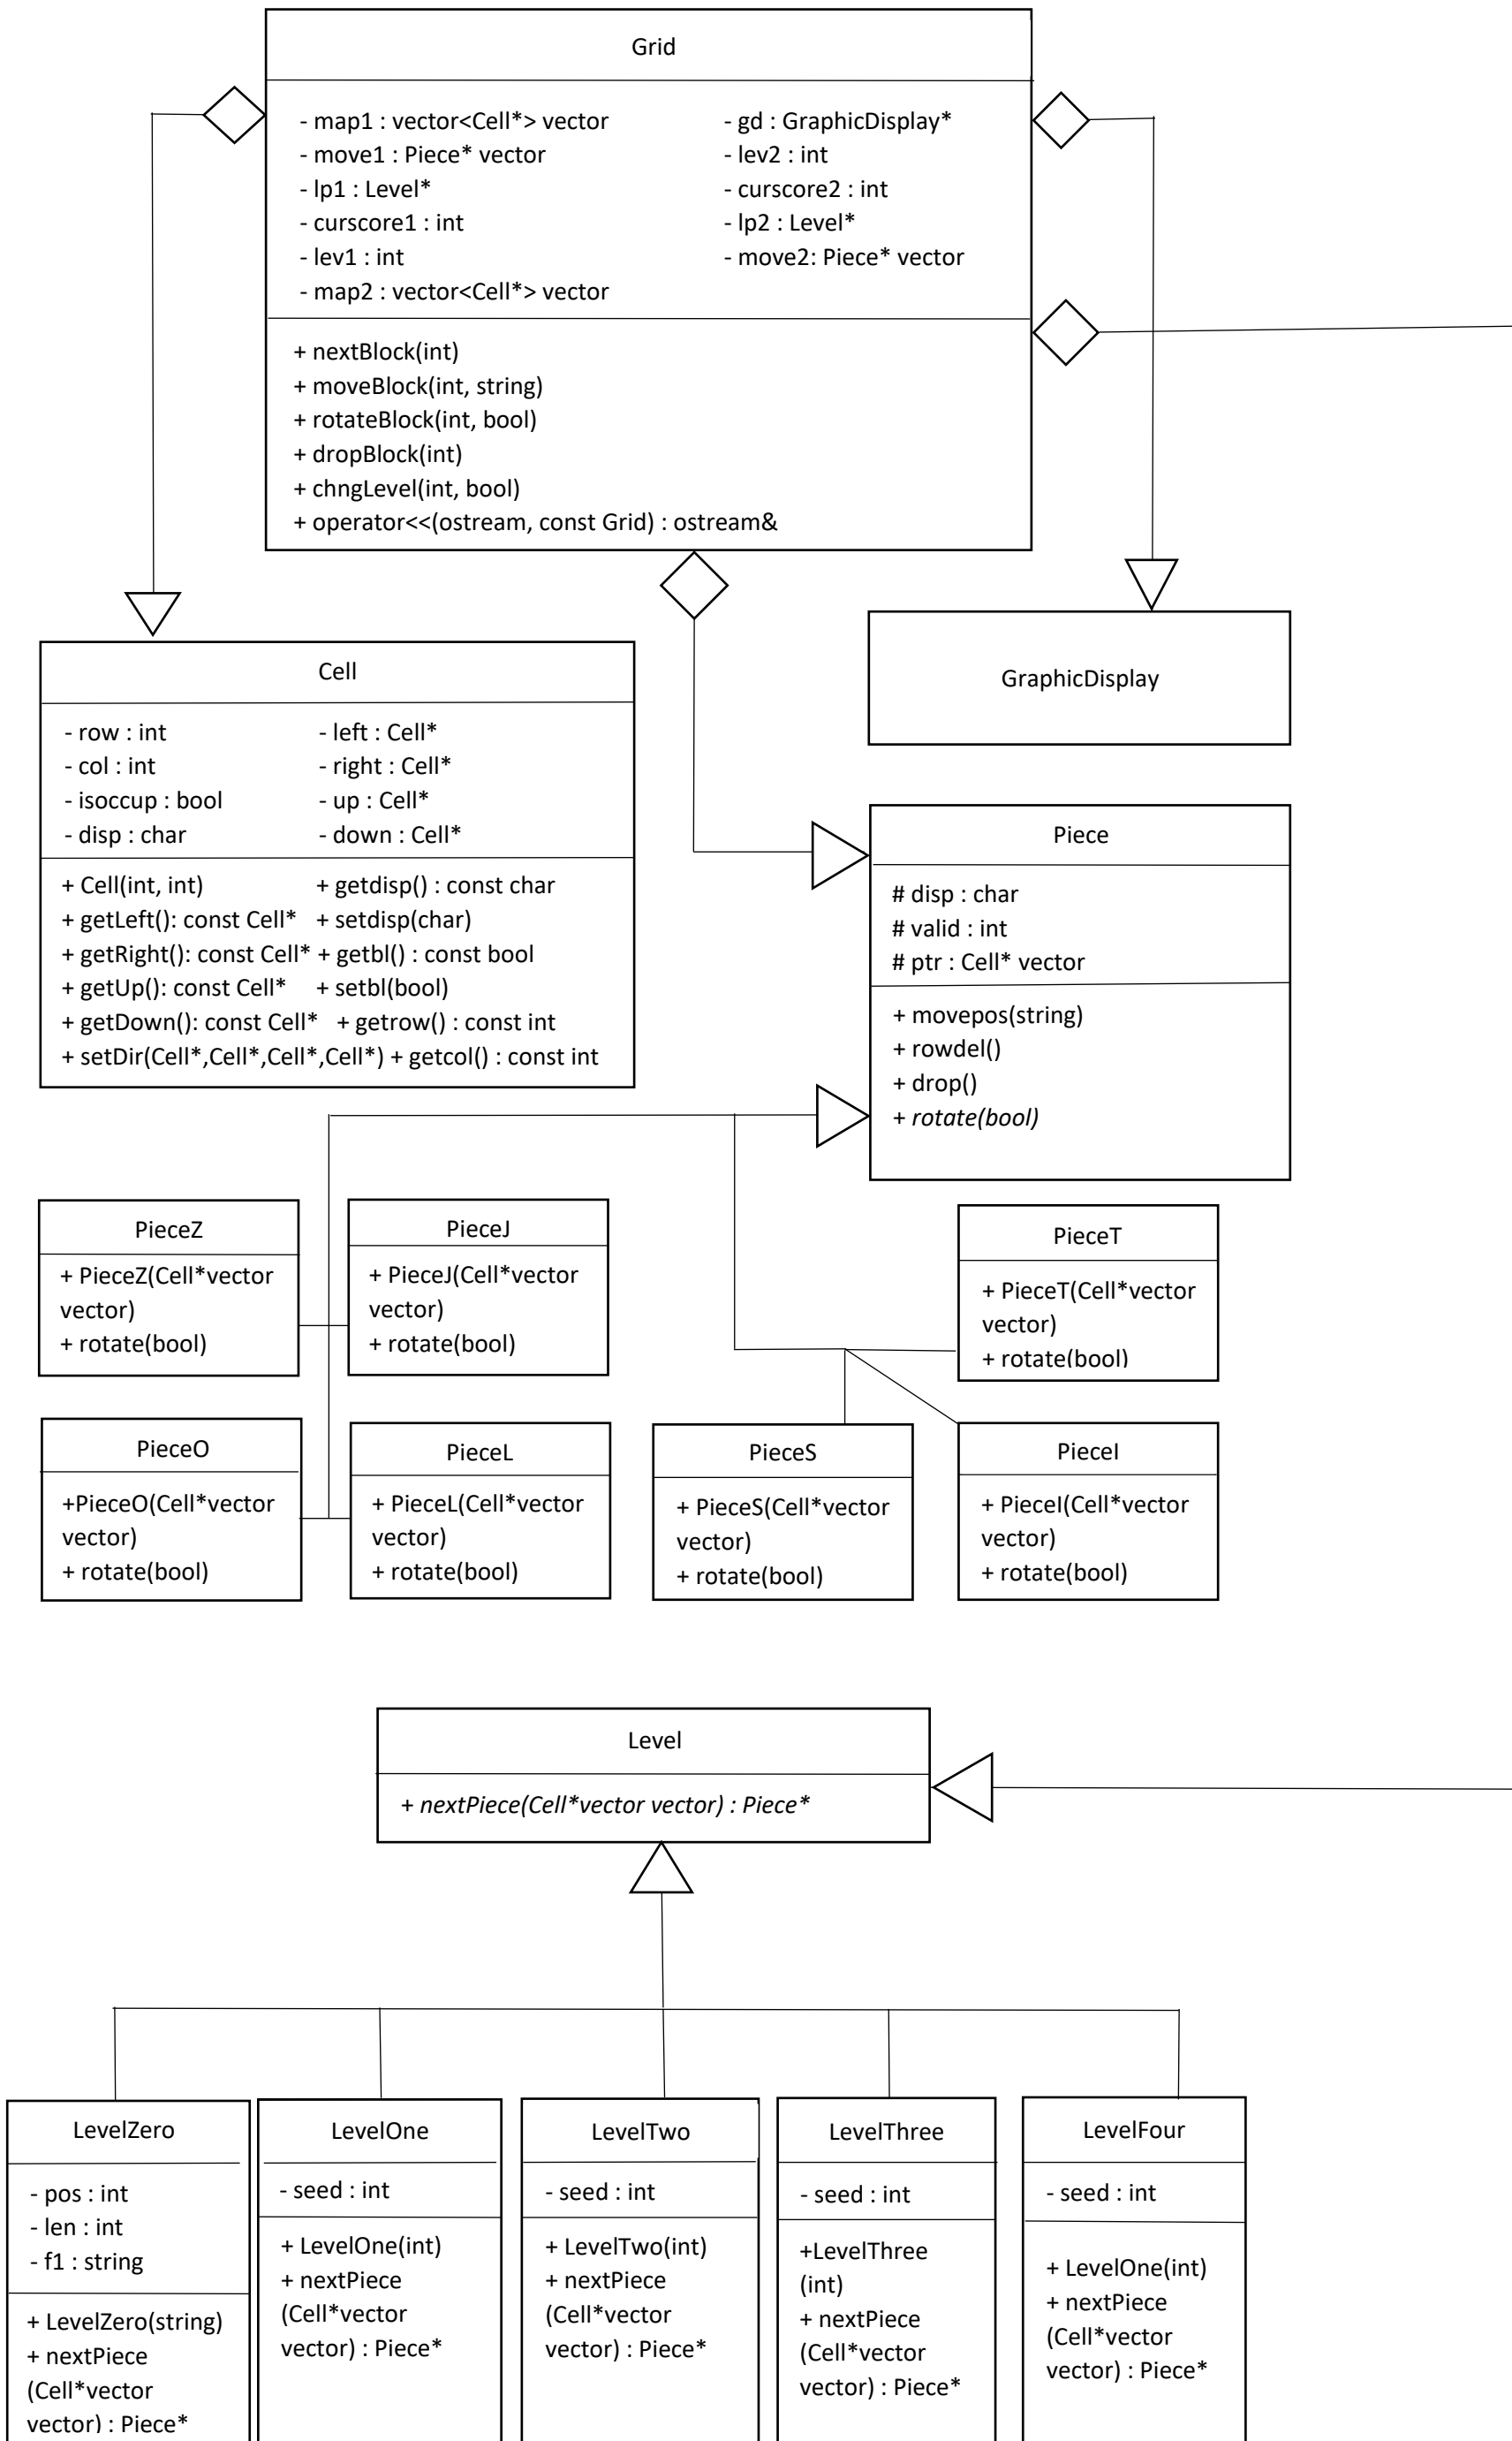 Grid
- map1 : vector<Cell*> vector
- move1 : Piece* vector
- lp1 : Level*
- curscore1 : int
- lev1 : int
- map2 : vector<Cell*> vector
- gd : GraphicDisplay*
- lev2 : int
- curscore2 : int
- lp2 : Level*
- move2: Piece* vector
+ nextBlock(int)
+ moveBlock(int, string)
+ rotateBlock(int, bool)
+ dropBlock(int)
+ chngLevel(int, bool)
+ operator<<(ostream, const Grid) : ostream&
Cell
- row : int
- col : int
- isoccup : bool
- disp : char
- left : Cell*
- right : Cell*
- up : Cell*
- down : Cell*
+ Cell(int, int) + getdisp() : const char
+ getLeft(): const Cell* + setdisp(char)
+ getRight(): const Cell* + getbl() : const bool
+ getUp(): const Cell* + setbl(bool)
+ getDown(): const Cell* + getrow() : const int
+ setDir(Cell*,Cell*,Cell*,Cell*) + getcol() : const int
GraphicDisplay
Piece
# disp : char
# valid : int
# ptr : Cell* vector
+ movepos(string)
+ rowdel()
+ drop()
+ rotate(bool)
PieceZ
+ PieceZ(Cell*vector
vector)
+ rotate(bool)
PieceJ
+ PieceJ(Cell*vector
vector)
+ rotate(bool)
PieceT
+ PieceT(Cell*vector
vector)
+ rotate(bool)
PieceO
+PieceO(Cell*vector
vector)
+ rotate(bool)
PieceL
+ PieceL(Cell*vector
vector)
+ rotate(bool)
PieceS
+ PieceS(Cell*vector
vector)
+ rotate(bool)
PieceI
+ PieceI(Cell*vector
vector)
+ rotate(bool)
Level
+ nextPiece(Cell*vector vector) : Piece*
LevelZero
- pos : int
- len : int
- f1 : string
+ LevelZero(string)
+ nextPiece
(Cell*vector
vector) : Piece*
LevelOne
- seed : int
+ LevelOne(int)
+ nextPiece
(Cell*vector
vector) : Piece*
LevelTwo
- seed : int
+ LevelTwo(int)
+ nextPiece
(Cell*vector
vector) : Piece*
LevelThree
- seed : int
+LevelThree
(int)
+ nextPiece
(Cell*vector
vector) : Piece*
LevelFour
- seed : int
+ LevelOne(int)
+ nextPiece
(Cell*vector
vector) : Piece*